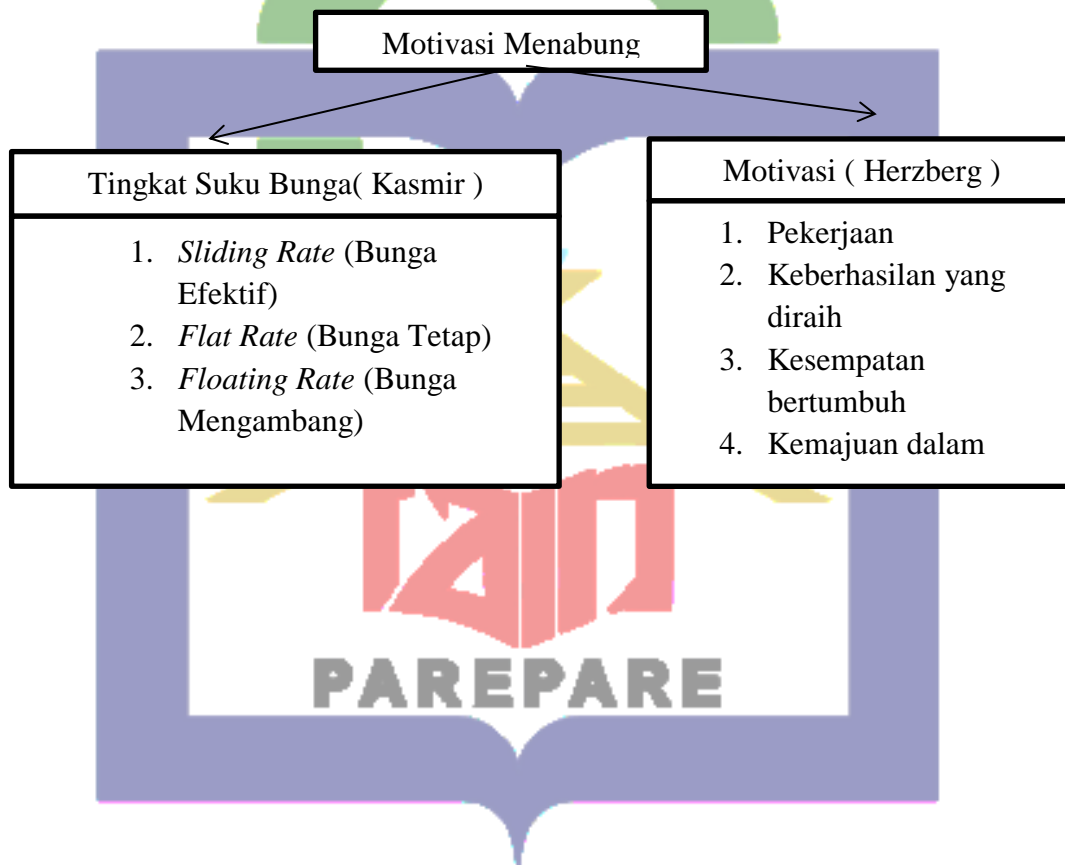 Motivasi Menabung
Tingkat Suku Bunga( Kasmir )
1. Sliding Rate (Bunga
Efektif)
2. Flat Rate (Bunga Tetap)
3. Floating Rate (Bunga
Mengambang)
Motivasi ( Herzberg )
1. Pekerjaan
2. Keberhasilan yang
diraih
3. Kesempatan
bertumbuh
4. Kemajuan dalam
PAREPARE